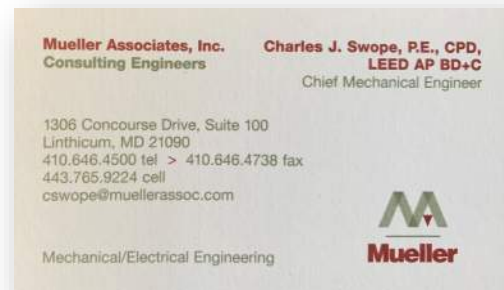 Mueller Associates, Inc.
Consulting Engineers
Charles J. Swope, P.E., CPD,
LEED AP BD+C
Chief Mechanical Engineer
1306 Concourse Drive, Suite 100
Linthicum, MD 21090
410.646.4500 tel > 410.646.4738 fax
443.765.9224 cell
cswope@muellerassoc.com
Mechanical/Electrical Engineering
Mueller